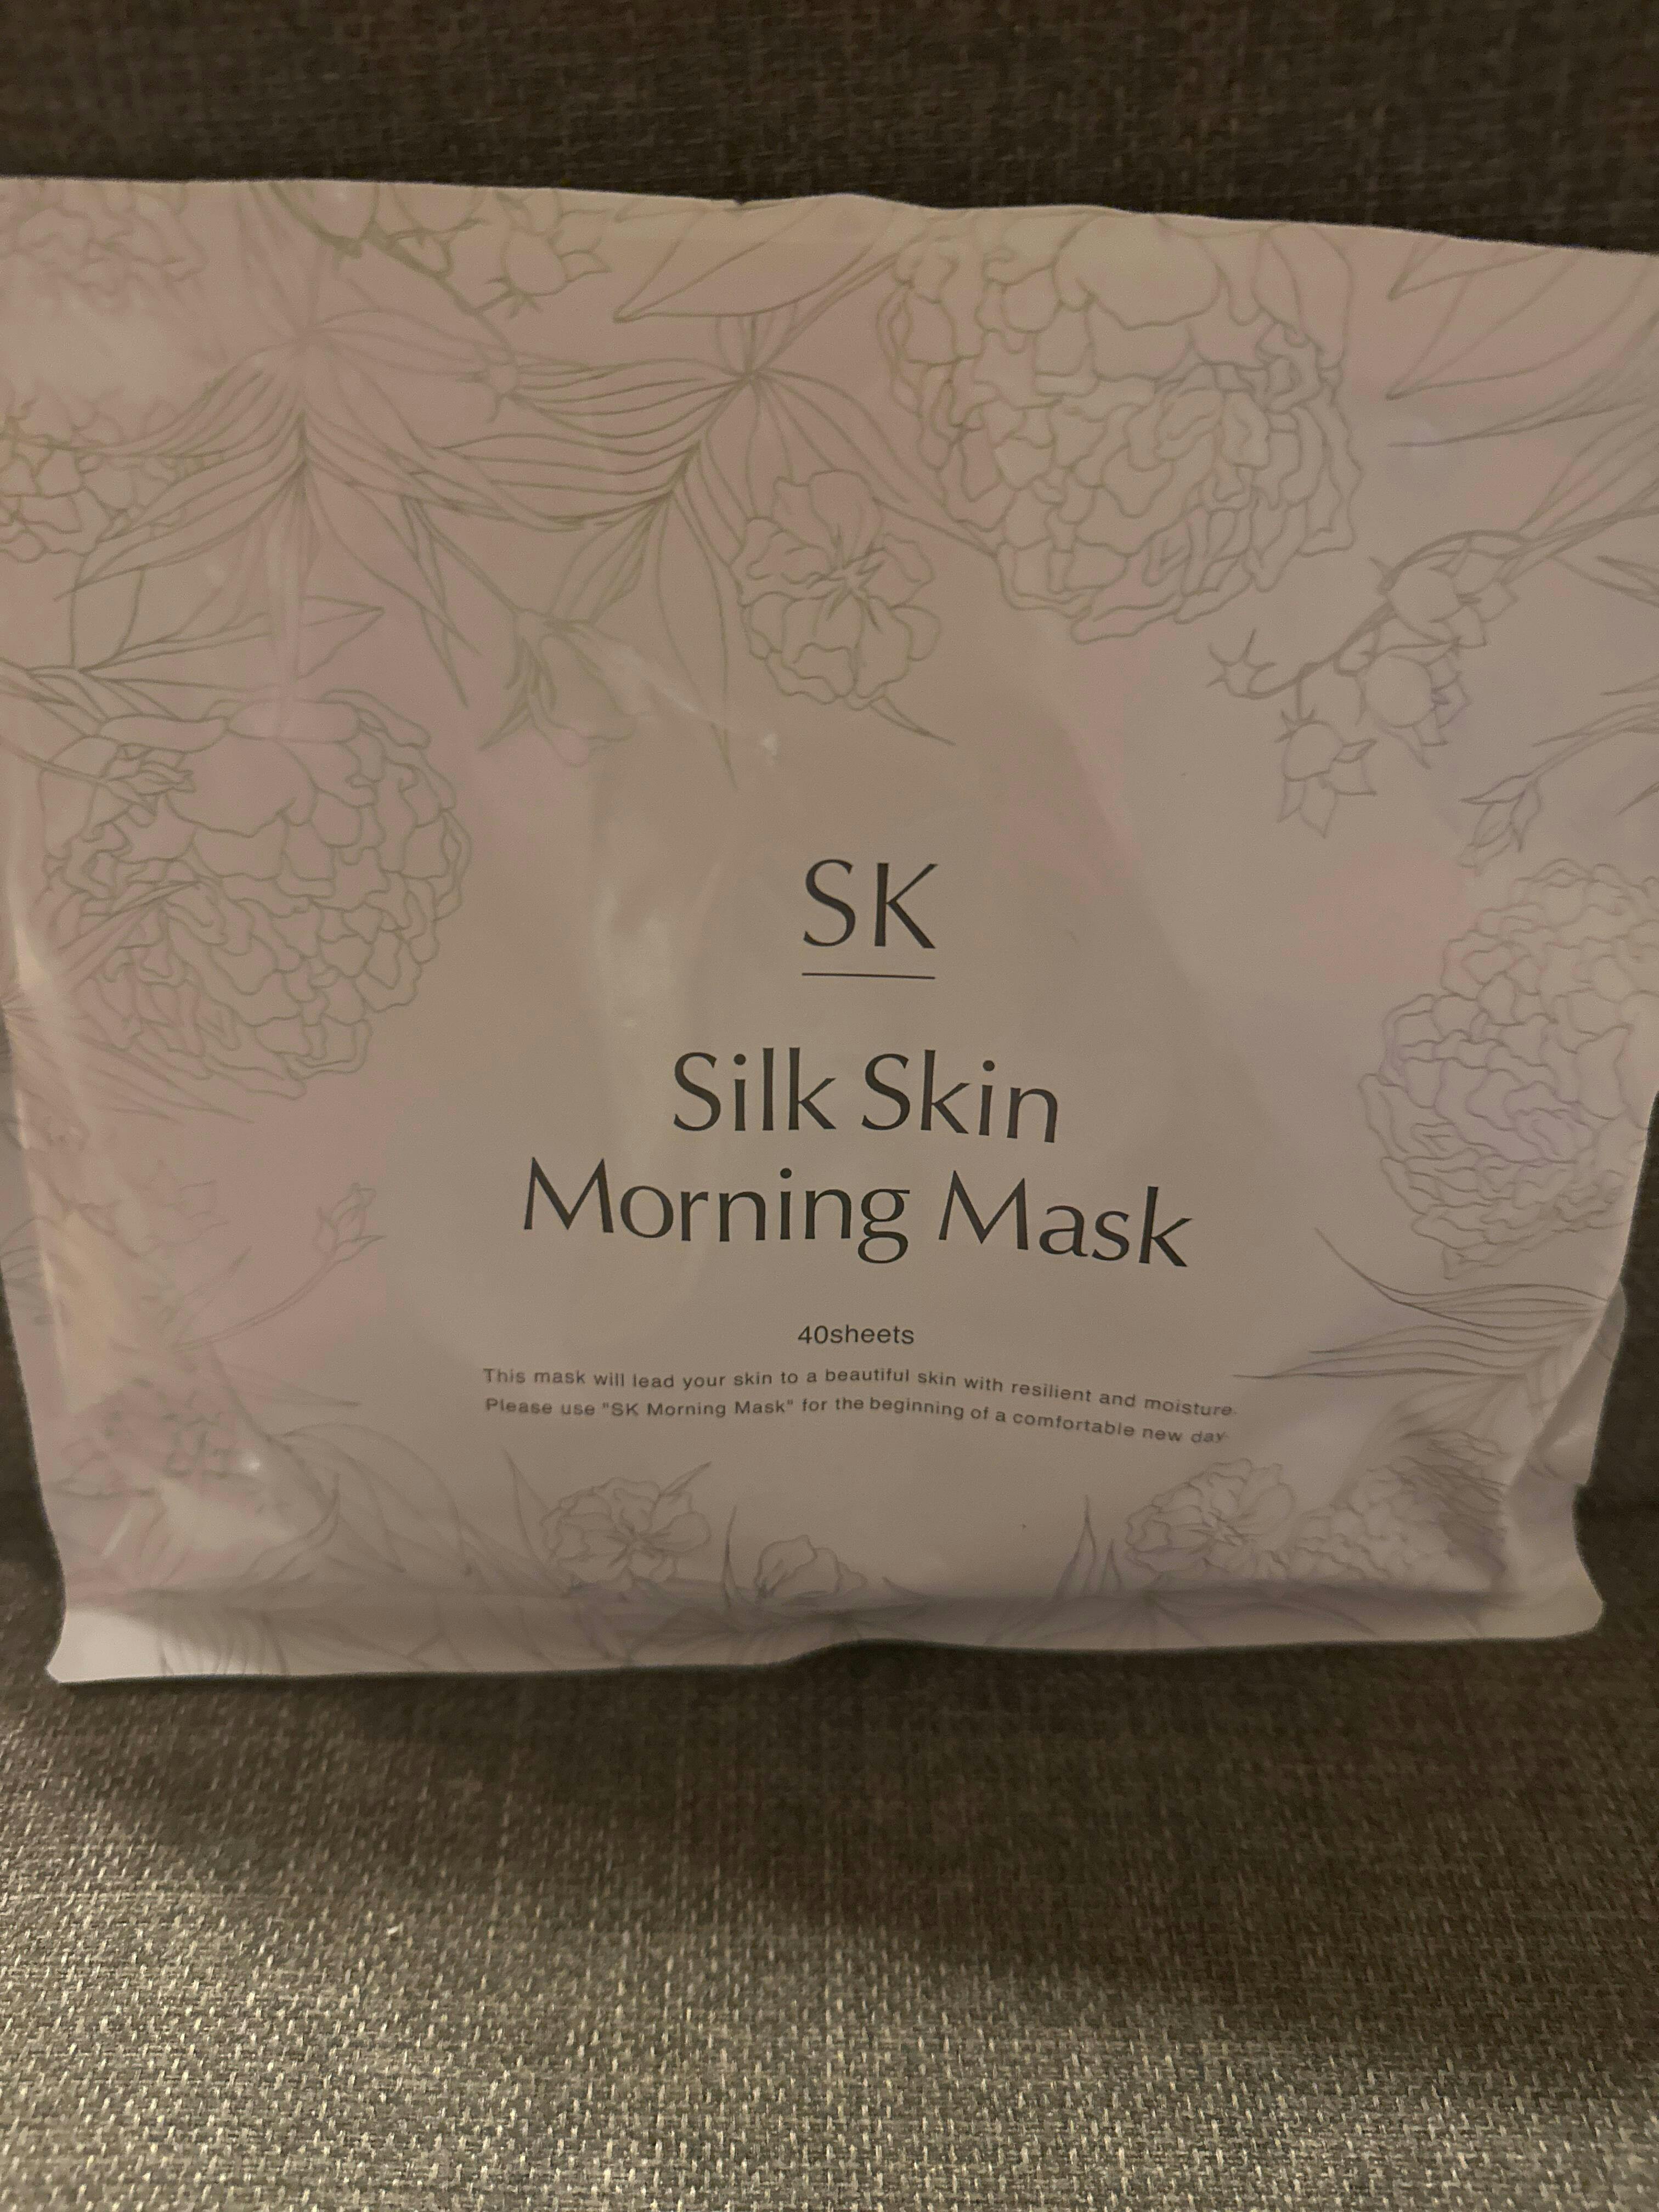 SK
Silk Skin
Morning Mask
40sheets
This mask will lead your skin to a beautiful skin with resilient and moisture.
Please use "SK Morning Mask" for the beginning of a comfortable new day.